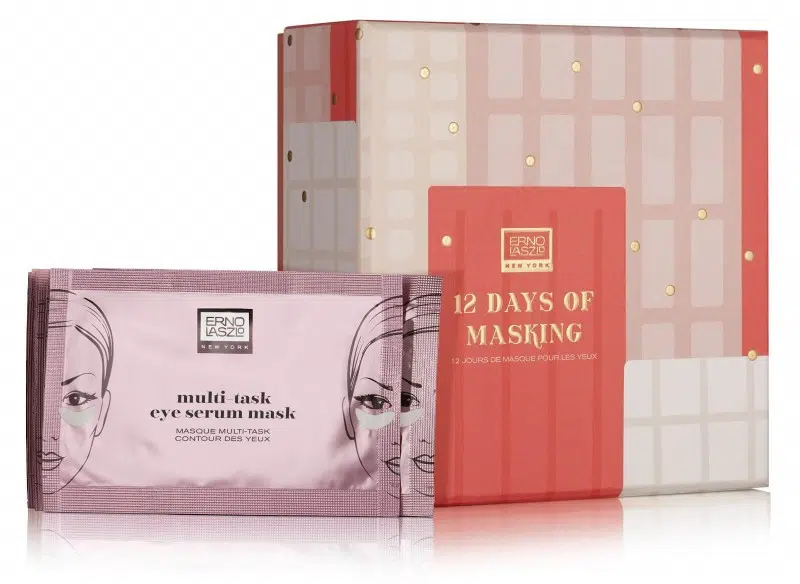 ERNO
LASZLO
NEW YORK
multi-task
eye serum mask
MASQUE MULTI-TASK
CONTOUR DES YEUX
ERNO
LASZLO
NEW YORK
12 DAYS OF
MASKING
12 JOURS DE MASQUE POUR LES YEUX